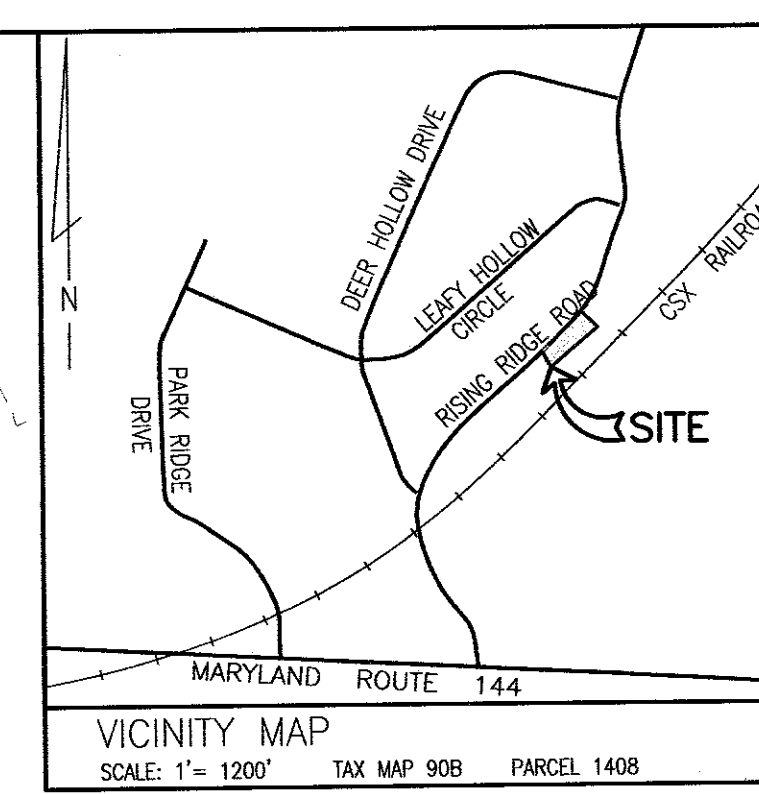 DEER HOLLOW DRIVE
LEAFY HOLLOW
CIRCLE
RISING RIDGE ROAD
CSX RAILROA
N
PARK RIDGE
DRIVE
SITE
MARYLAND ROUTE 144
VICINITY MAP
SCALE: 1'= 1200' TAX MAP 90B PARCEL 1408